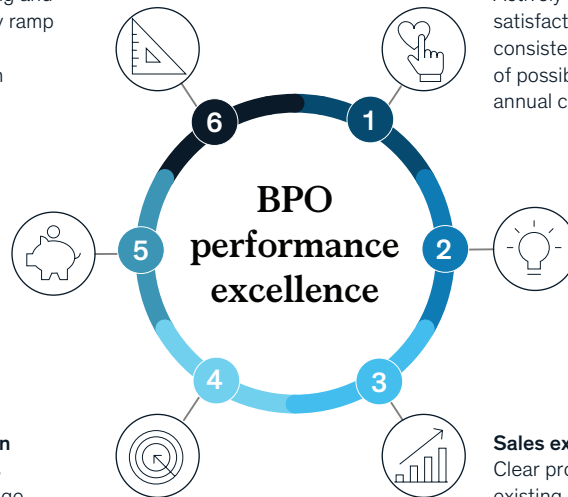 ramp
satisfact
consiste
of possib
annual c
6
1
BPO
performance
excellence
5
2
4
3
Sales ex
Clear pro
existing